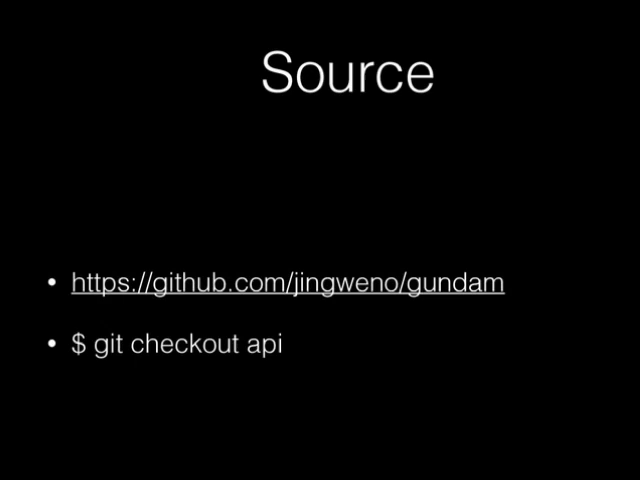 Source
• https://github.com/jingweno/gundam
• $ git checkout api